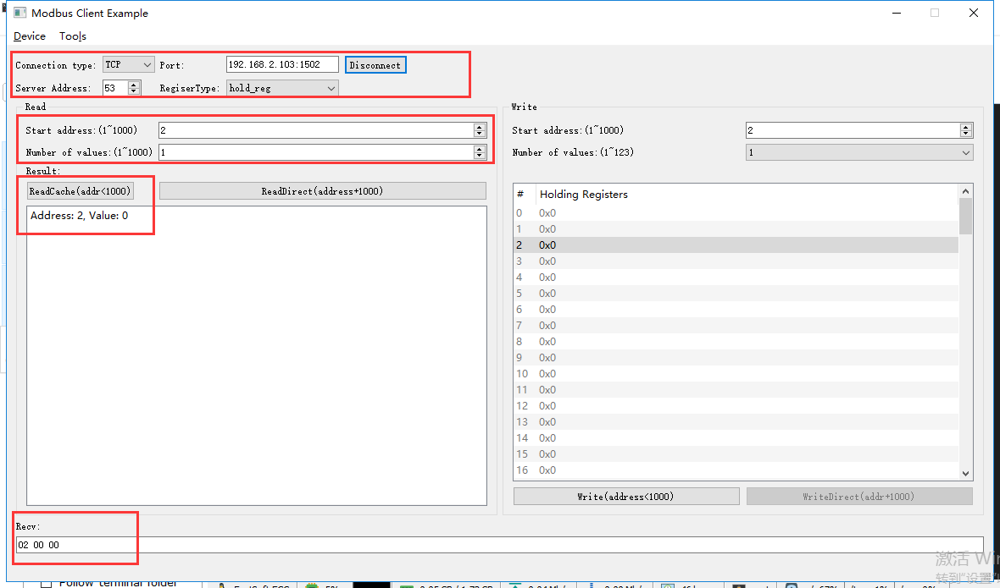 Modbus Client Example
Device Tools
Connection type: TCP Port: 192.168.2.103:1502 Disconnect
Server Address: 53 RegiserType: hold_reg
Read Write
Start address:(1~1000) 2 Start address:(1~1000) 2
Number of values:(1~1000) 1 Number of values:(1~123) 1
Result:
ReadCache(addr<1000) ReadDirect(address+1000)
# Holding Registers
Address: 2, Value: 0
0 0x0
1 0x0
2 0x0
3 0x0
4 0x0
5 0x0
6 0x0
7 0x0
8 0x0
9 0x0
10 0x0
11 0x0
12 0x0
13 0x0
14 0x0
15 0x0
16 0x0
Write(address<1000) WriteDirect(addr+1000)
Recv:
02 00 00
激活 Win
转到"设置"
Follow terminal folder